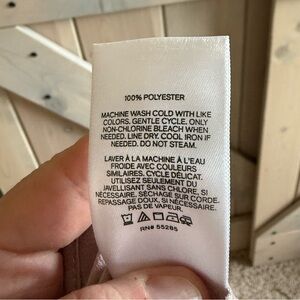 100% POLYESTER
MACHINE WASH COLD WITH LIKE
COLORS. GENTLE CYCLE. ONLY
NON-CHLORINE BLEACH WHEN
NEEDED. LINE DRY. COOL IRON IF
NEEDED. DO NOT STEAM.
LAVER À LA MACHINE À L'EAU
FROIDE AVEC COULEURS
SIMILAIRES. CYCLE DÉLICAT.
UTILISEZ SEULEMENT DU
JAVELLISANT SANS CHLORE, SI
NÉCESSAIRE. SÉCHAGE SUR CORDE.
REPASSAGE DOUX, SI NÉCESSAIRE.
PAS DE VAPEUR.
RN# 55285